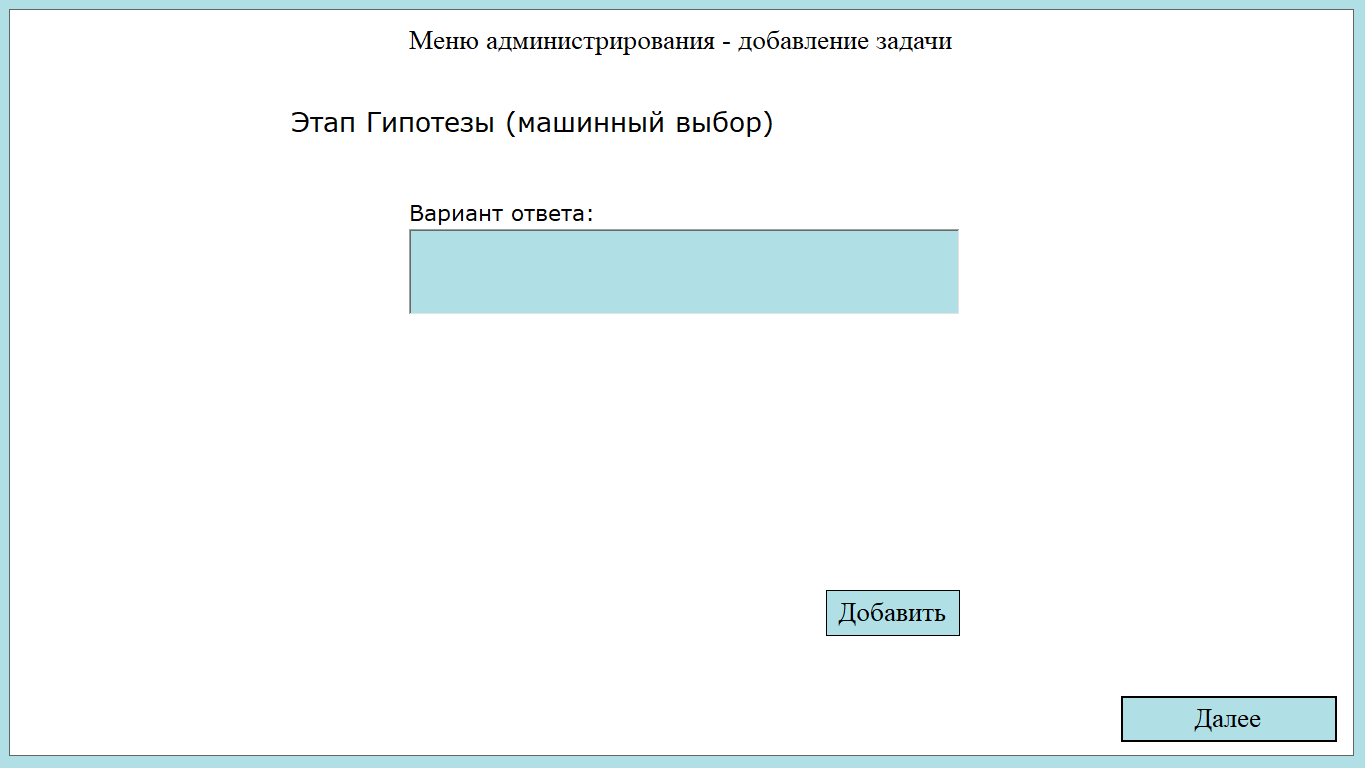 Меню администрирования - добавление задачи
Этап Гипотезы (машинный выбор)
Вариант ответа:
Добавить
Далее